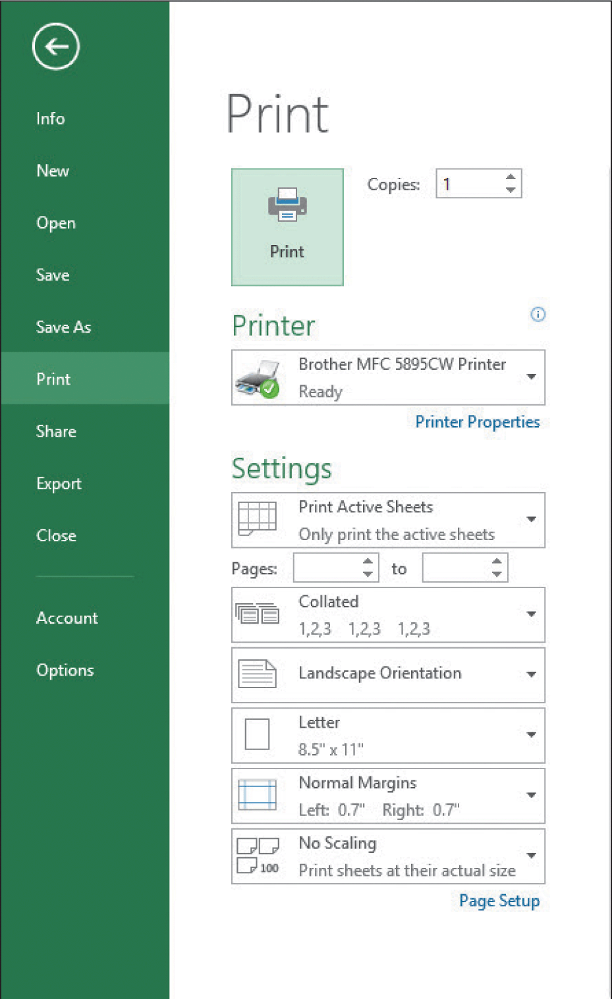 Info
New
Open
Save
Save As
Print
Share
Export
Close
Account
Options
Print
Print
Copies: 1
Printer
Brother MFC 5895CW Printer
Ready
Printer Properties
Settings
Print Active Sheets
Only print the active sheets
Pages: to
Collated
1,2,3 1,2,3 1,2,3
Landscape Orientation
Letter
8.5" x 11"
Normal Margins
Left: 0.7" Right: 0.7"
No Scaling
100
Print sheets at their actual size
Page Setup